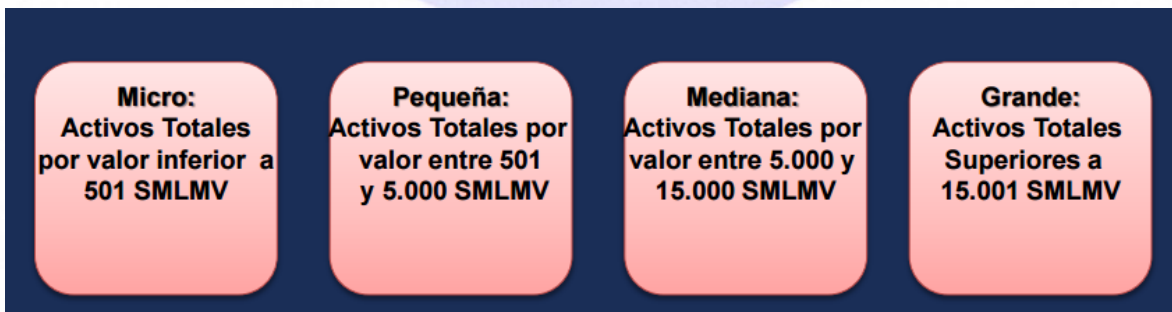 Micro:
Activos Totales
por valor inferior a
501 SMLMV
Pequeña:
Activos Totales por
valor entre 501
y 5.000 SMLMV
Mediana:
Activos Totales por
valor entre 5.000 y
15.000 SMLMV
Grande:
Activos Totales
Superiores a
15.001 SMLMV